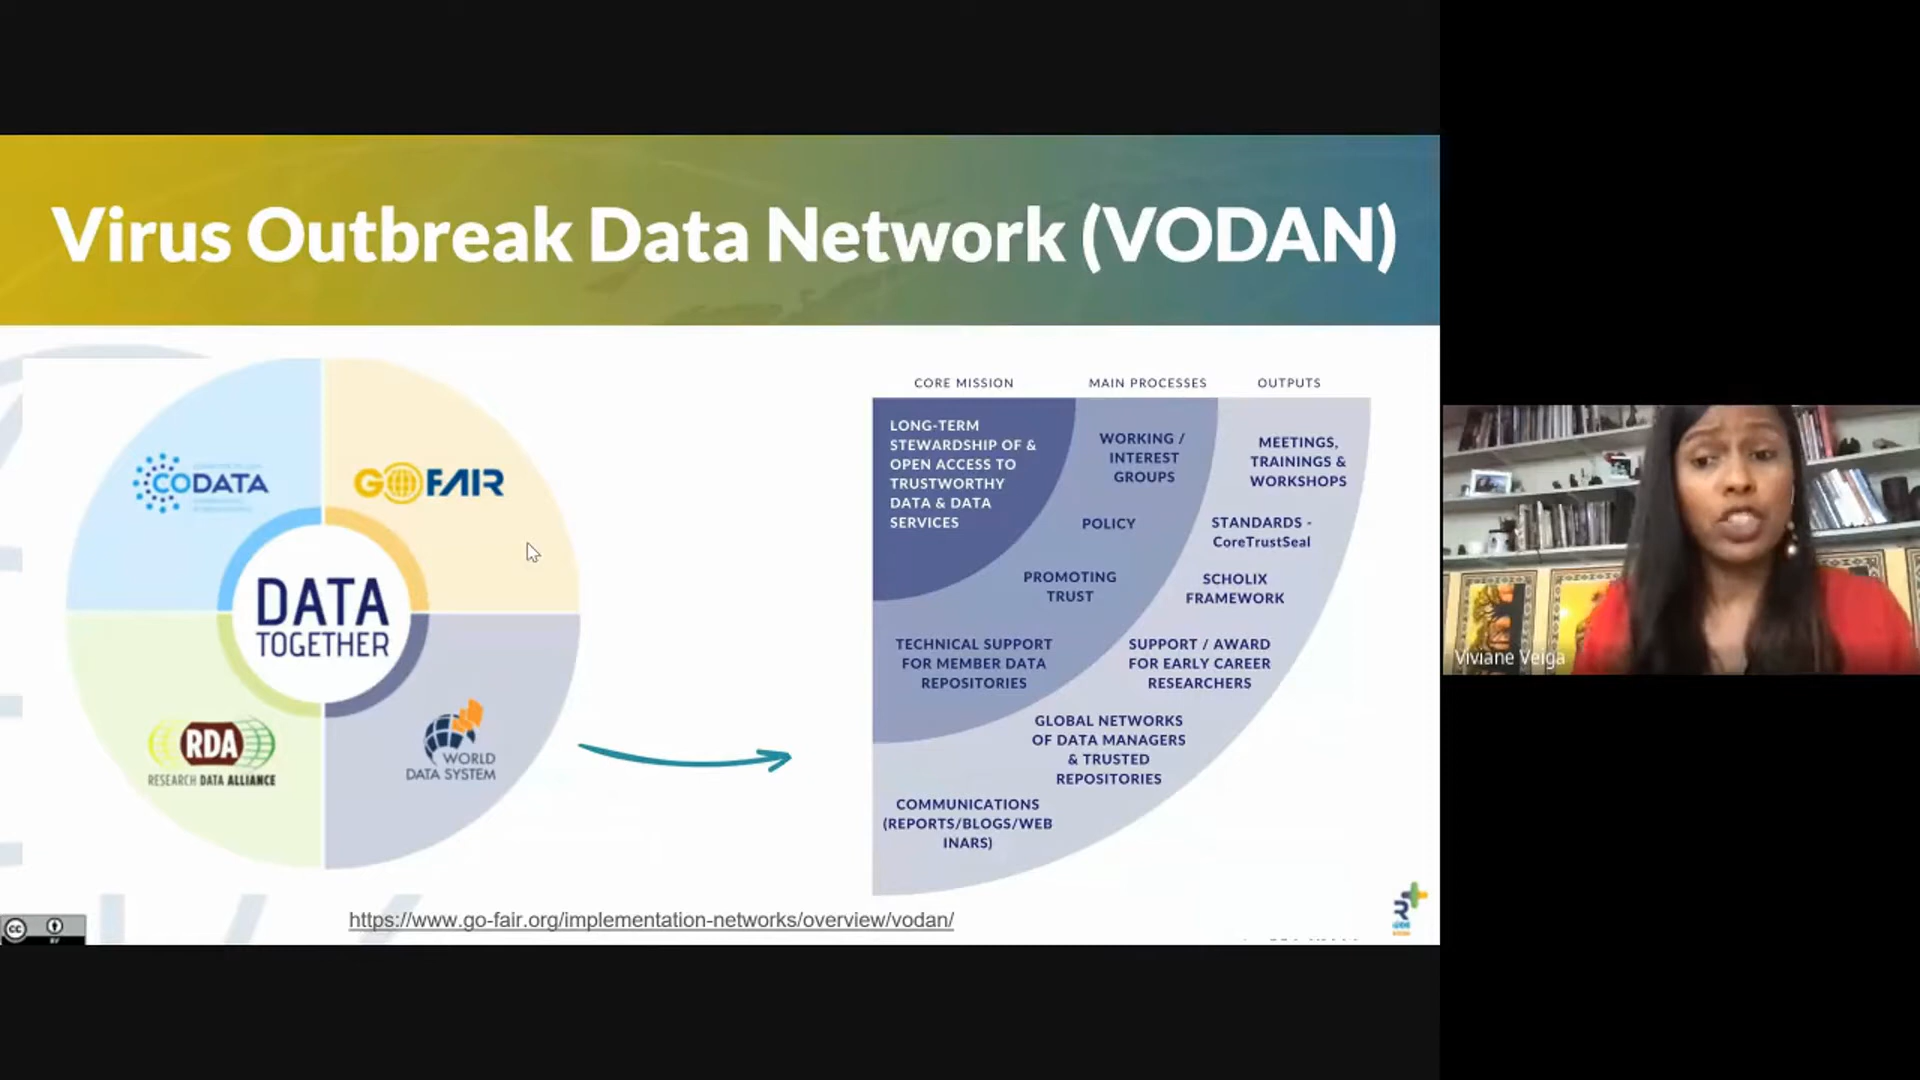 Virus Outbreak Data Network (VODAN)
CODATA
GO FAIR
DATA
TOGETHER
RDA
RESEARCH DATA ALLIANCE
WORLD
DATA SYSTEM
CORE MISSION
MAIN PROCESSES
OUTPUTS
LONG-TERM
STEWARDSHIP OF &
OPEN ACCESS TO
TRUSTWORTHY
DATA & DATA
SERVICES
WORKING /
INTEREST
GROUPS
POLICY
PROMOTING
TRUST
TECHNICAL SUPPORT
FOR MEMBER DATA
REPOSITORIES
MEETINGS,
TRAININGS &
WORKSHOPS
STANDARDS -
CoreTrustSeal
SCHOLIX
FRAMEWORK
SUPPORT / AWARD
FOR EARLY CAREER
RESEARCHERS
GLOBAL NETWORKS
OF DATA MANAGERS
& TRUSTED
REPOSITORIES
COMMUNICATIONS
(REPORTS/BLOGS/WEB
INARS)
https://www.go-fair.org/implementation-networks/overview/vodan/
cc
Viviane Veiga